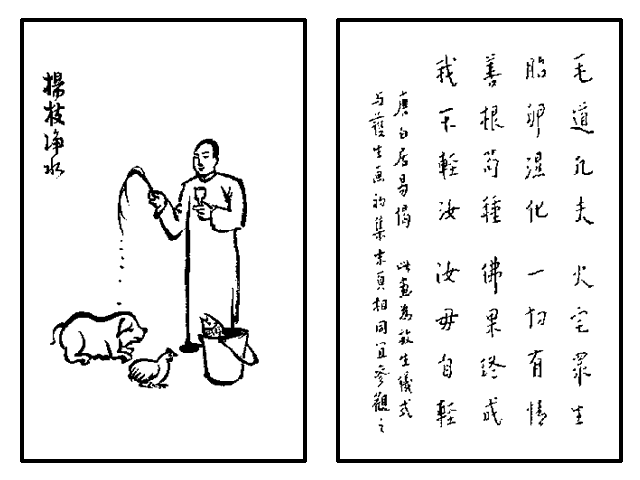 楊枝净水
毛道凡夫 火宅眾生
胎卵濕化 一切有情
善根苟種 佛果終成
我不輕汝 汝毋自輕
唐白居易偈 此畫為放生儀式
与護生画初集末頁相同宜參觀之